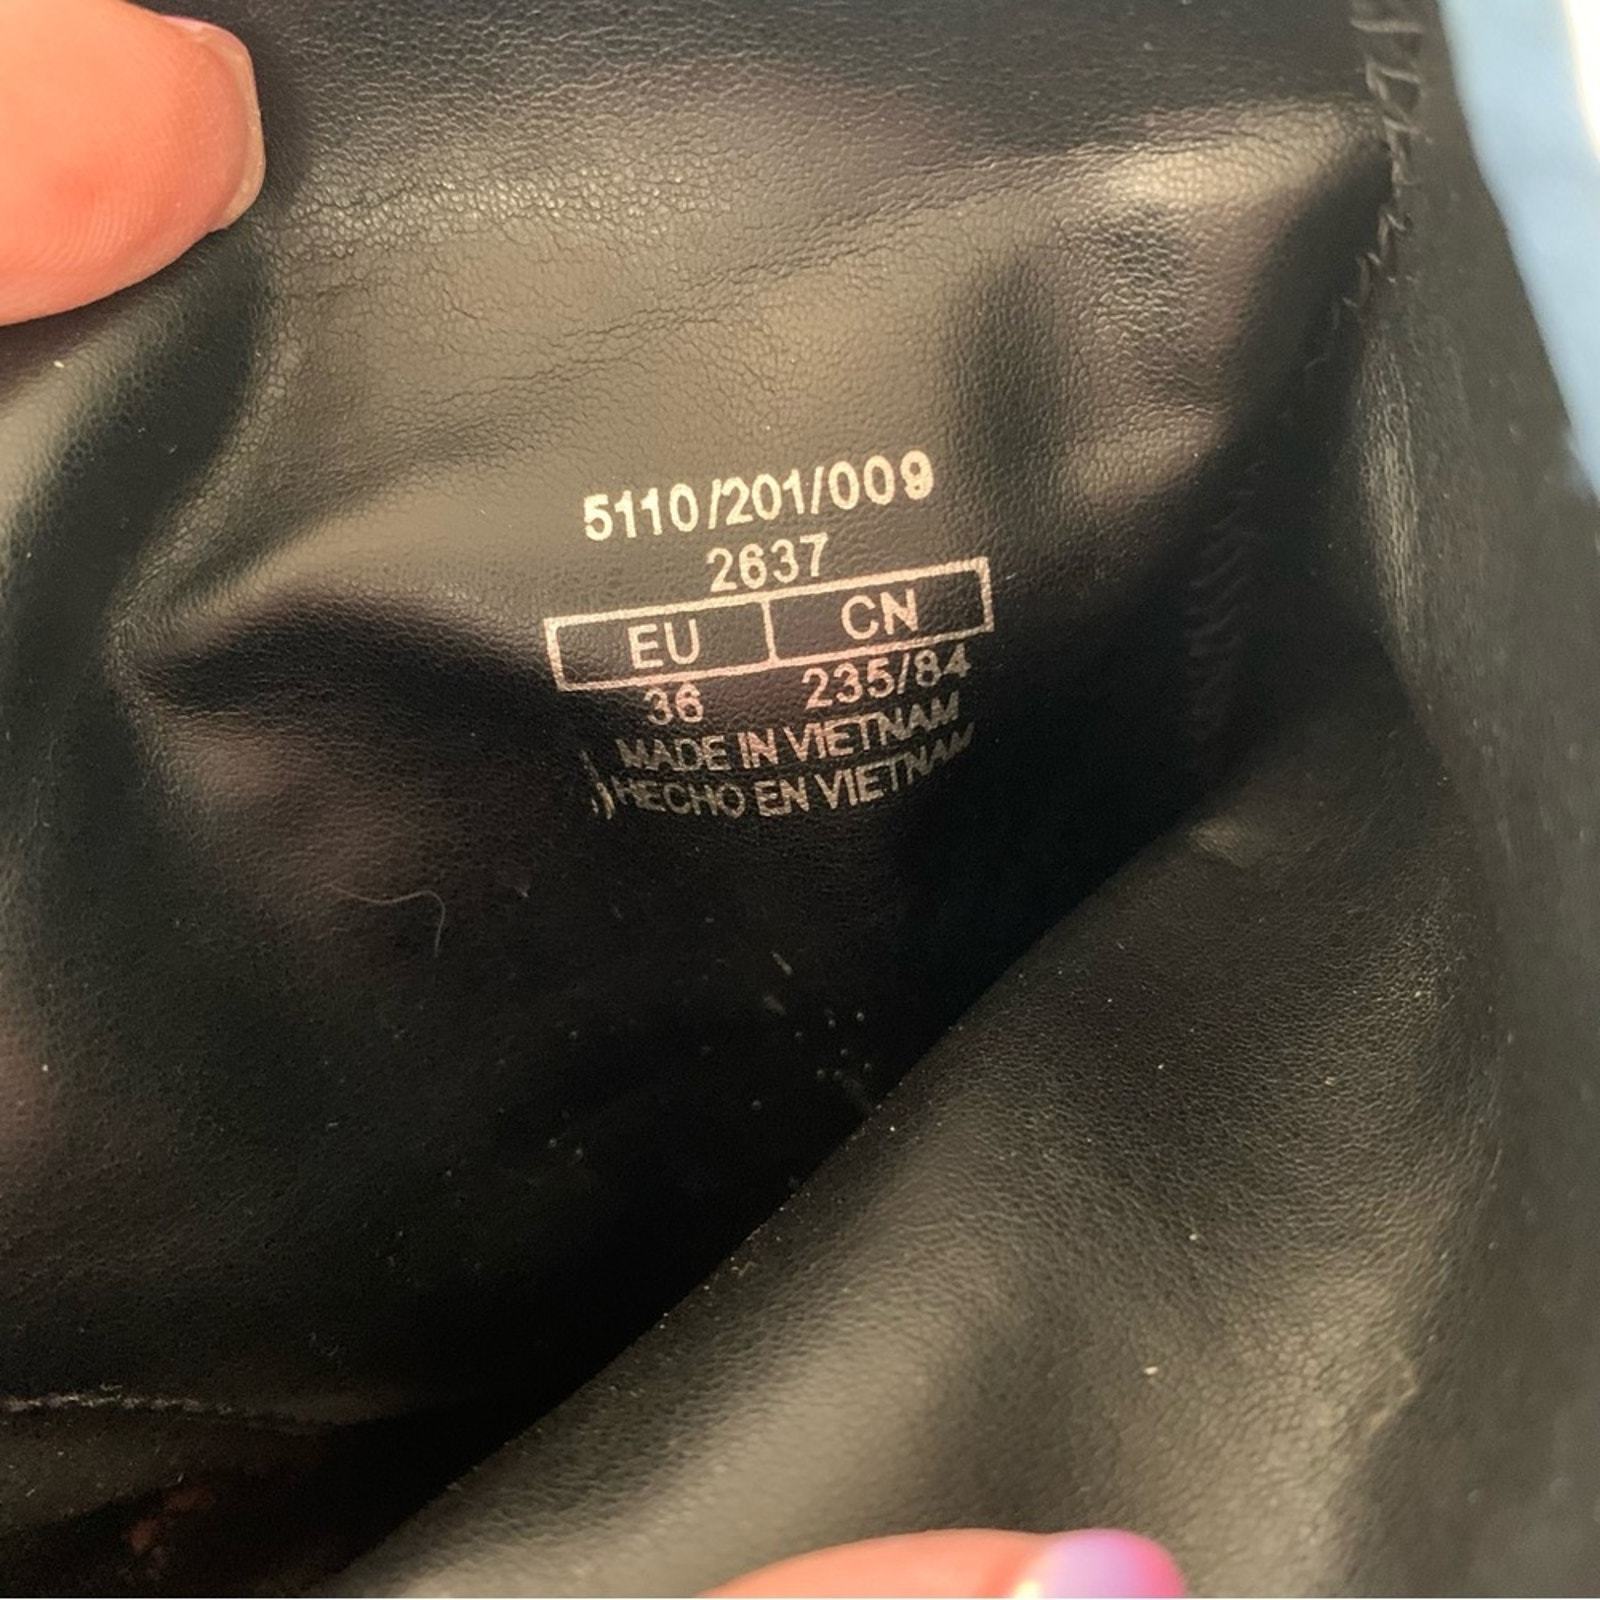 5110/201/009
2637
EU CN
36 235/84
MADE IN VIETNAM
HECHO EN VIETNAM